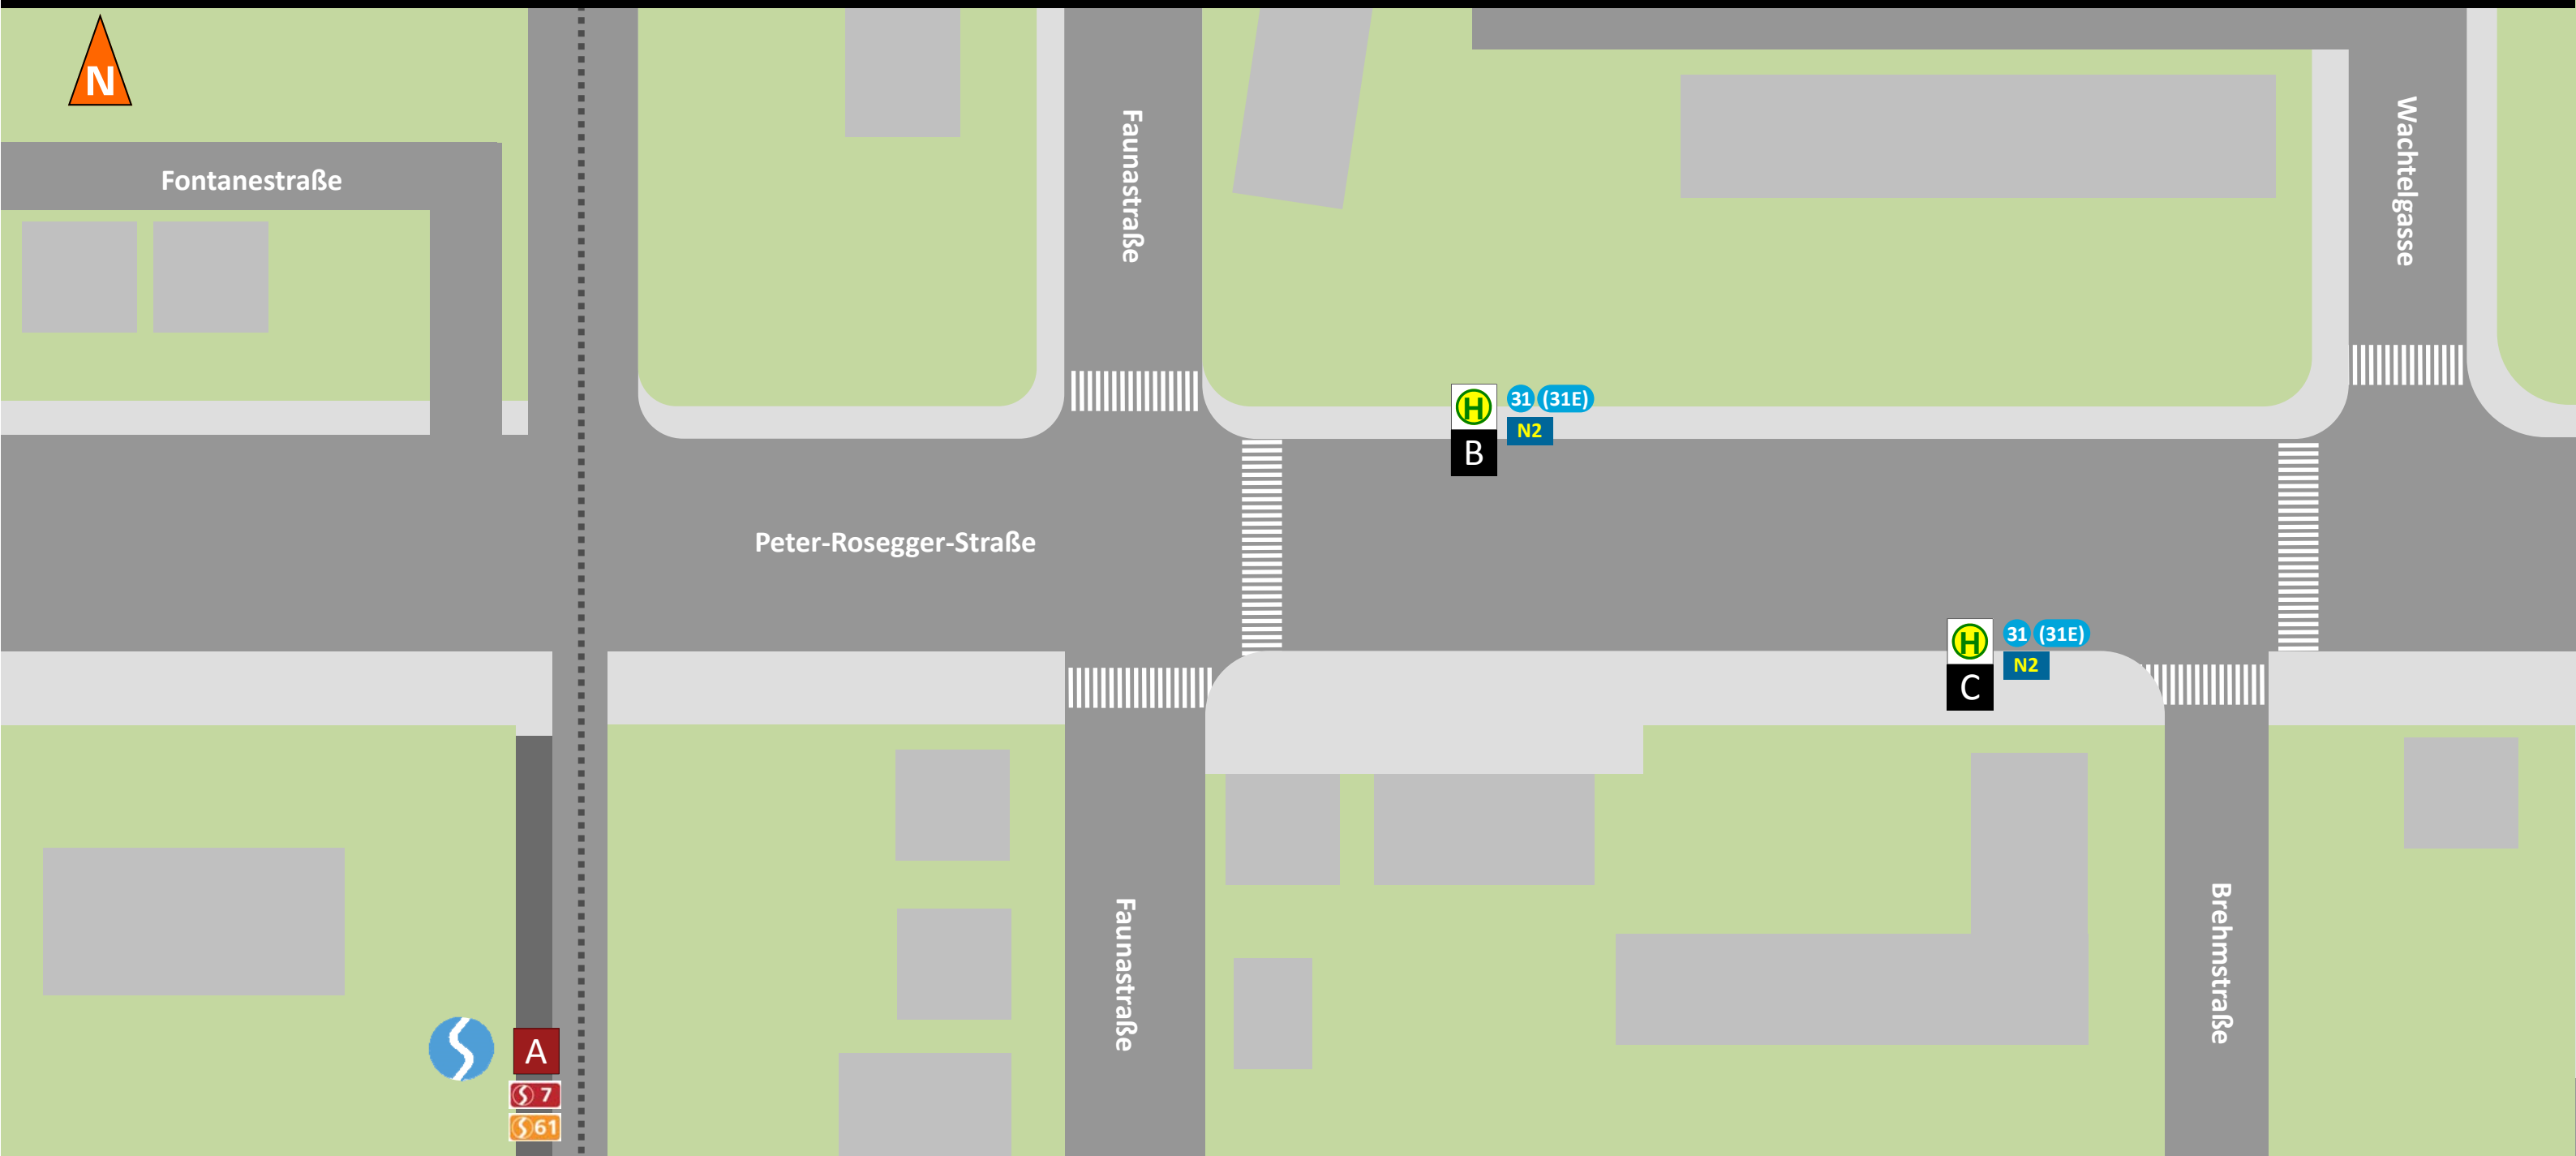 N
Fontanestraße
Faunastraße
Wachtelgasse
H
31 (31E)
N2
B
Peter-Rosegger-Straße
H
31 (31E)
N2
C
Faunastraße
Brehmstraße
A
S 7
S 61